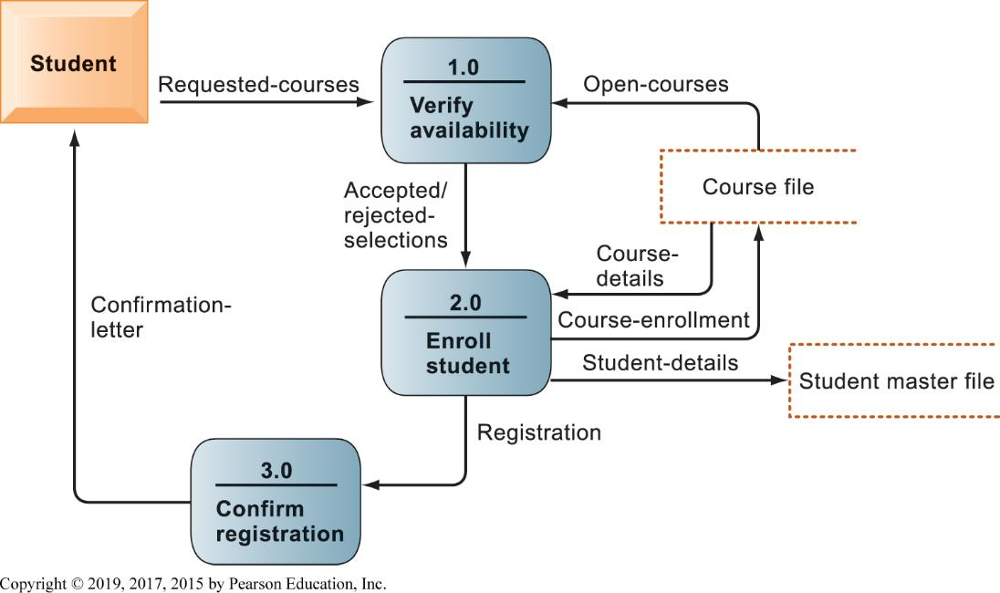 Student
Requested-courses
1.0
Verify
availability
Open-courses
Course file
Accepted/
rejected-
selections
Course-
details
2.0
Enroll
student
Course-enrollment
Student-details
Student master file
Confirmation-
letter
Registration
3.0
Confirm
registration
Copyright © 2019, 2017, 2015 by Pearson Education, Inc.